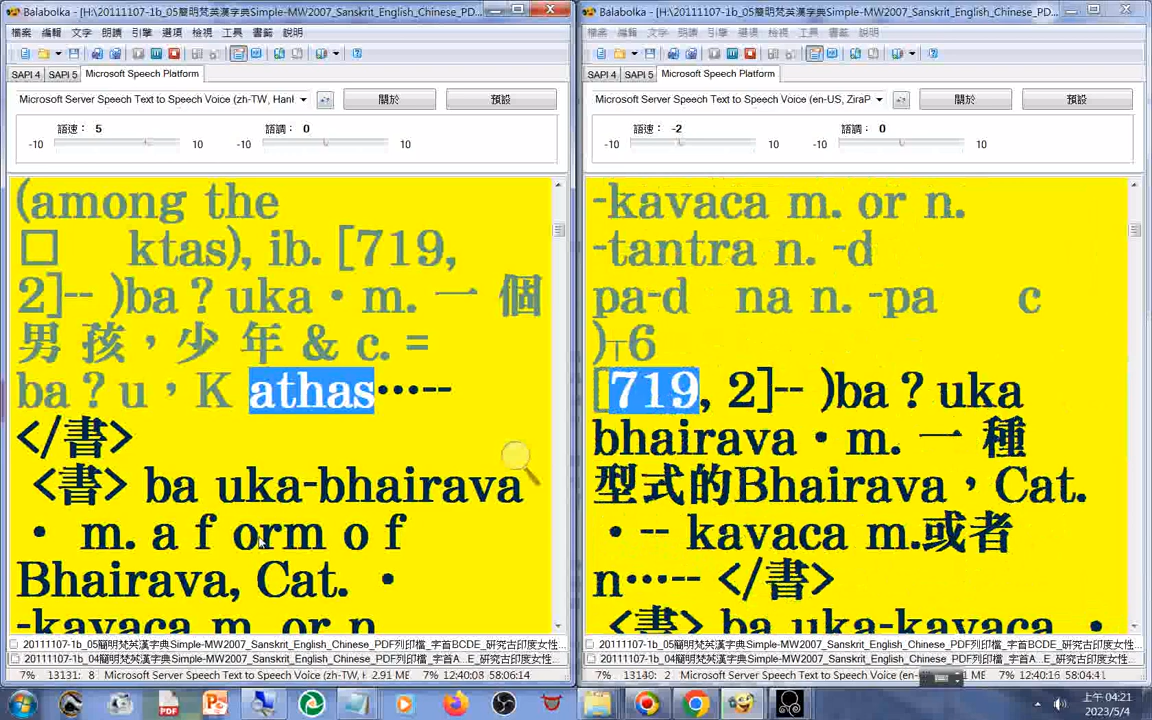 Balabolka - [H:\20111107-1b_05簡明梵英漢字典Simple-MW2007_Sanskrit_English_Chinese_PD...
檔案 編輯 文字 朗讀 引擎 選項 檢視 工具 書籤 說明
SAPI 4 SAPI 5 Microsoft Speech Platform
Microsoft Server Speech Text to Speech Voice (zh-TW, Hanl
關於
預設
語速： 5
語調： 0
-10 10 -10 10
(among the
□ ktas), ib. [719,
2]-- )ba？uka・m. 一 個
男 孩，少 年 & c. =
ba？u，K athas…--
</書>
<書> ba uka-bhairava
・ m. a f orm o f
Bhairava, Cat. ・
-kavaca m. or n.
20111107-1b_05簡明梵英漢字典Simple-MW2007_Sanskrit_English_Chinese_PDF列印檔_字首BCDE_研究古印度女性...
20111107-1b_04簡明梵英漢字典Simple-MW2007_Sanskrit_English_Chinese_PDF列印檔_字首A...E_研究古印度女性...
7% 13131: 8 Microsoft Server Speech Text to Speech Voice (zh-TW, H 2.91 ME 7% 12:40:08 58:06:14
Balabolka - [H:\20111107-1b_05簡明梵英漢字典Simple-MW2007_Sanskrit_English_Chinese_PD...
檔案 編輯 文字 朗讀 引擎 選項 檢視 工具 書籤 說明
SAPI 4 SAPI 5 Microsoft Speech Platform
Microsoft Server Speech Text to Speech Voice (en-US, ZiraP
關於
預設
語速： -2
語調： 0
-10 10 -10 10
-kavaca m. or n.
-tantra n. -d
pa-d na n. -pa c
)┬6
[719, 2]-- )ba？uka
bhairava・m. 一 種
型式的Bhairava，Cat.
・-- kavaca m.或者
n…-- </書>
<書> ba uka-kavaca ・
20111107-1b_05簡明梵英漢字典Simple-MW2007_Sanskrit_English_Chinese_PDF列印檔_字首BCDE_研究古印度女性...
20111107-1b_04簡明梵英漢字典Simple-MW2007_Sanskrit_English_Chinese_PDF列印檔_字首A...E_研究古印度女性...
7% 13140: 2 Microsoft Server Speech Text to Speech Voice 7% 12:40:16 58:04:41
上午 04:21
2023/5/4